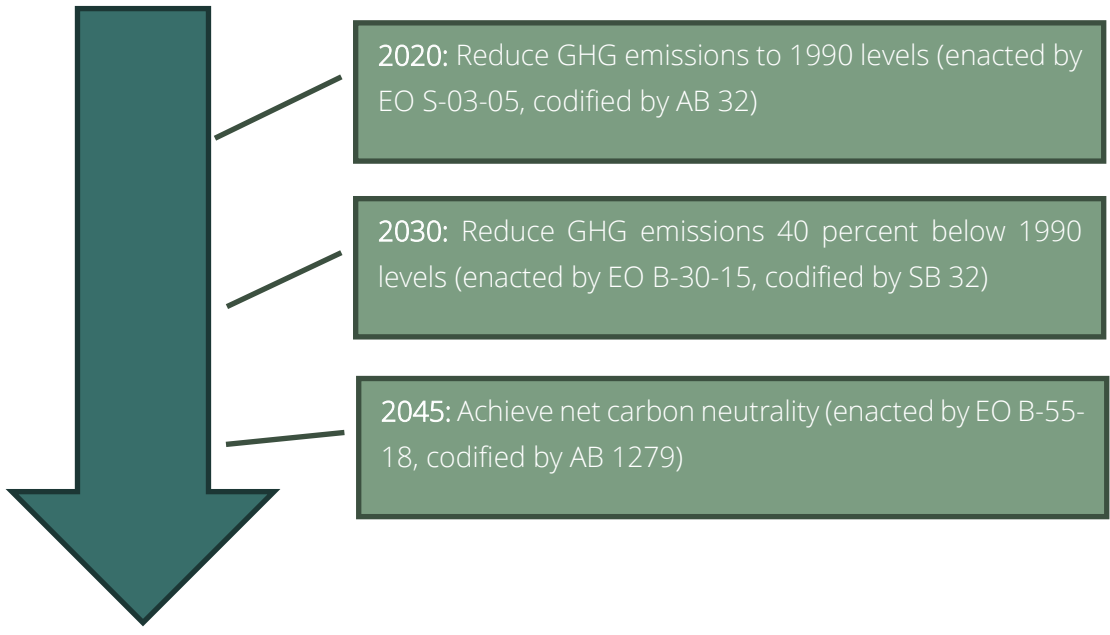 2020: Reduce GHG emissions to 1990 levels (enacted by
EO S-03-05, codified by AB 32)
2030: Reduce GHG emissions 40 percent below 1990
levels (enacted by EO B-30-15, codified by SB 32)
2045: Achieve net carbon neutrality (enacted by EO B-55-
18, codified by AB 1279)